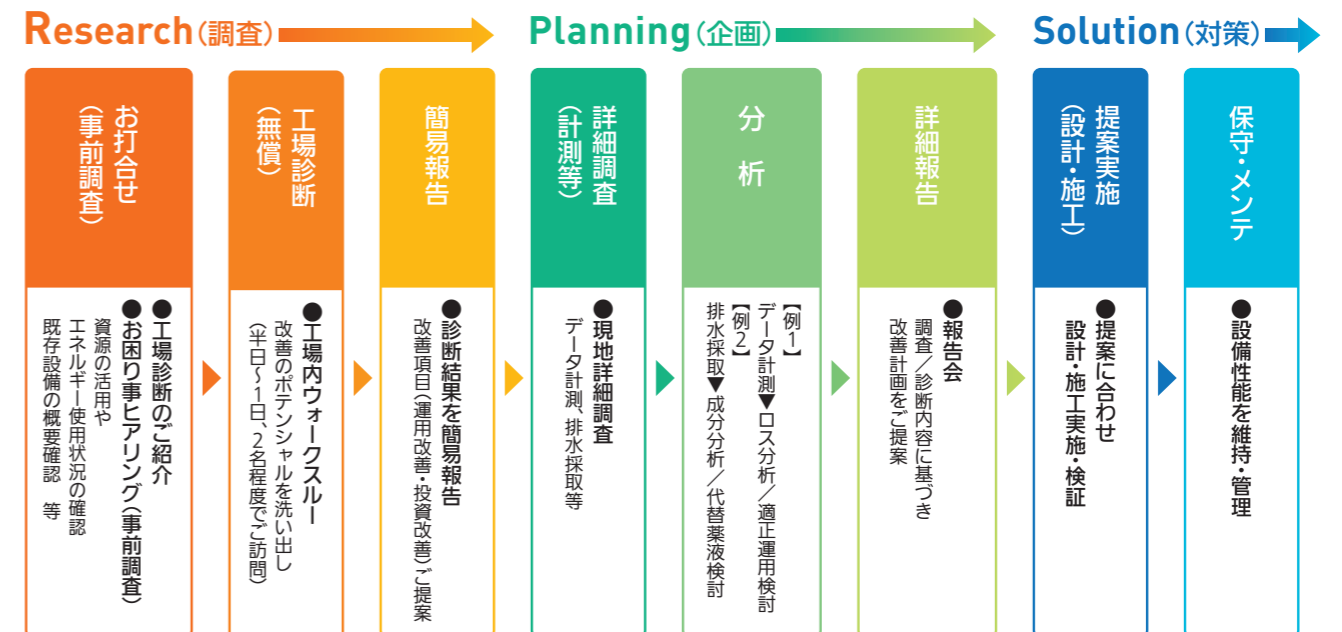 Research(調査)
お打合せ
（事前調査）
●工場診断のご紹介
●お困り事ヒアリング（事前調査）
資源の活用や
エネルギー使用状況の確認
既存設備の概要確認 等
工場診断
（無償）
●工場内ウォークスルー
改善のポテンシャルを洗い出し
（半日〜1日、2名程度でご訪問）
簡易報告
●診断結果を簡易報告
改善項目（運用改善・投資改善）ご提案
Planning(企画)
詳細調査
（計測等）
●現地詳細調査
データ計測、排水採取等
分析
【例1】
データ計測▼ロス分析／適正運用検討
【例2】
排水採取▼成分分析／代替薬液検討
詳細報告
●報告会
調査／診断内容に基づき
改善計画をご提案
Solution(対策)
提案実施
（設計・施工）
●提案に合わせ
設計・施工実施・検証
保守・メンテ
●設備性能を維持・管理